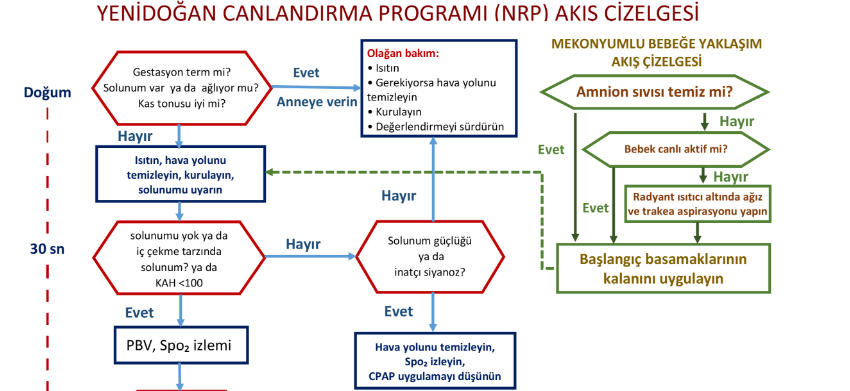 YENİDOĞAN CANLANDIRMA PROGRAMI (NRP) AKIS CİZELGESİ
Doğum
30 sn
Gestasyon term mi?
Solunum var ya da ağlıyor mu?
Kas tonusu iyi mi?
Evet
Anneye verin
Olağan bakım:
• Isıtın
• Gerekiyorsa hava yolunu
temizleyin
• Kurulayın
• Değerlendirmeyi sürdürün
Hayır
Isıtın, hava yolunu
temizleyin, kurulayın,
solunumu uyarın
solunumu yok ya da
iç çekme tarzında
solunum? ya da
KAH <100
Hayır
Hayır
Solunum güçlüğü
ya da
inatçı siyanoz?
Evet
PBV, Spo₂ izlemi
Evet
Hava yolunu temizleyin,
Spo₂ izleyin,
CPAP uygulamayı düşünün
MEKONYUMLU BEBEĞE YAKLAŞIM
AKIŞ ÇİZELGESİ
Amnion sıvısı temiz mi?
Hayır
Evet
Bebek canlı aktif mi?
Hayır
Evet
Radyant ısıtıcı altında ağız
ve trakea aspirasyonu yapın
Başlangıç basamaklarının
kalanını uygulayın